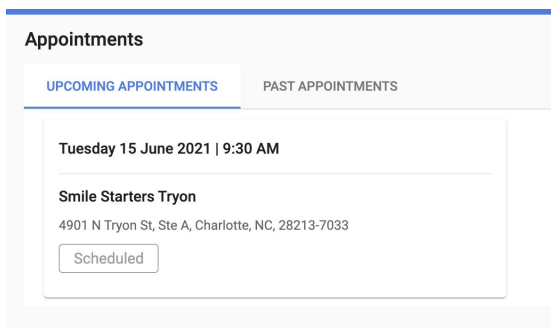 Appointments
UPCOMING APPOINTMENTS PAST APPOINTMENTS
Tuesday 15 June 2021 | 9:30 AM
Smile Starters Tryon
4901 N Tryon St, Ste A, Charlotte, NC, 28213-7033
Scheduled